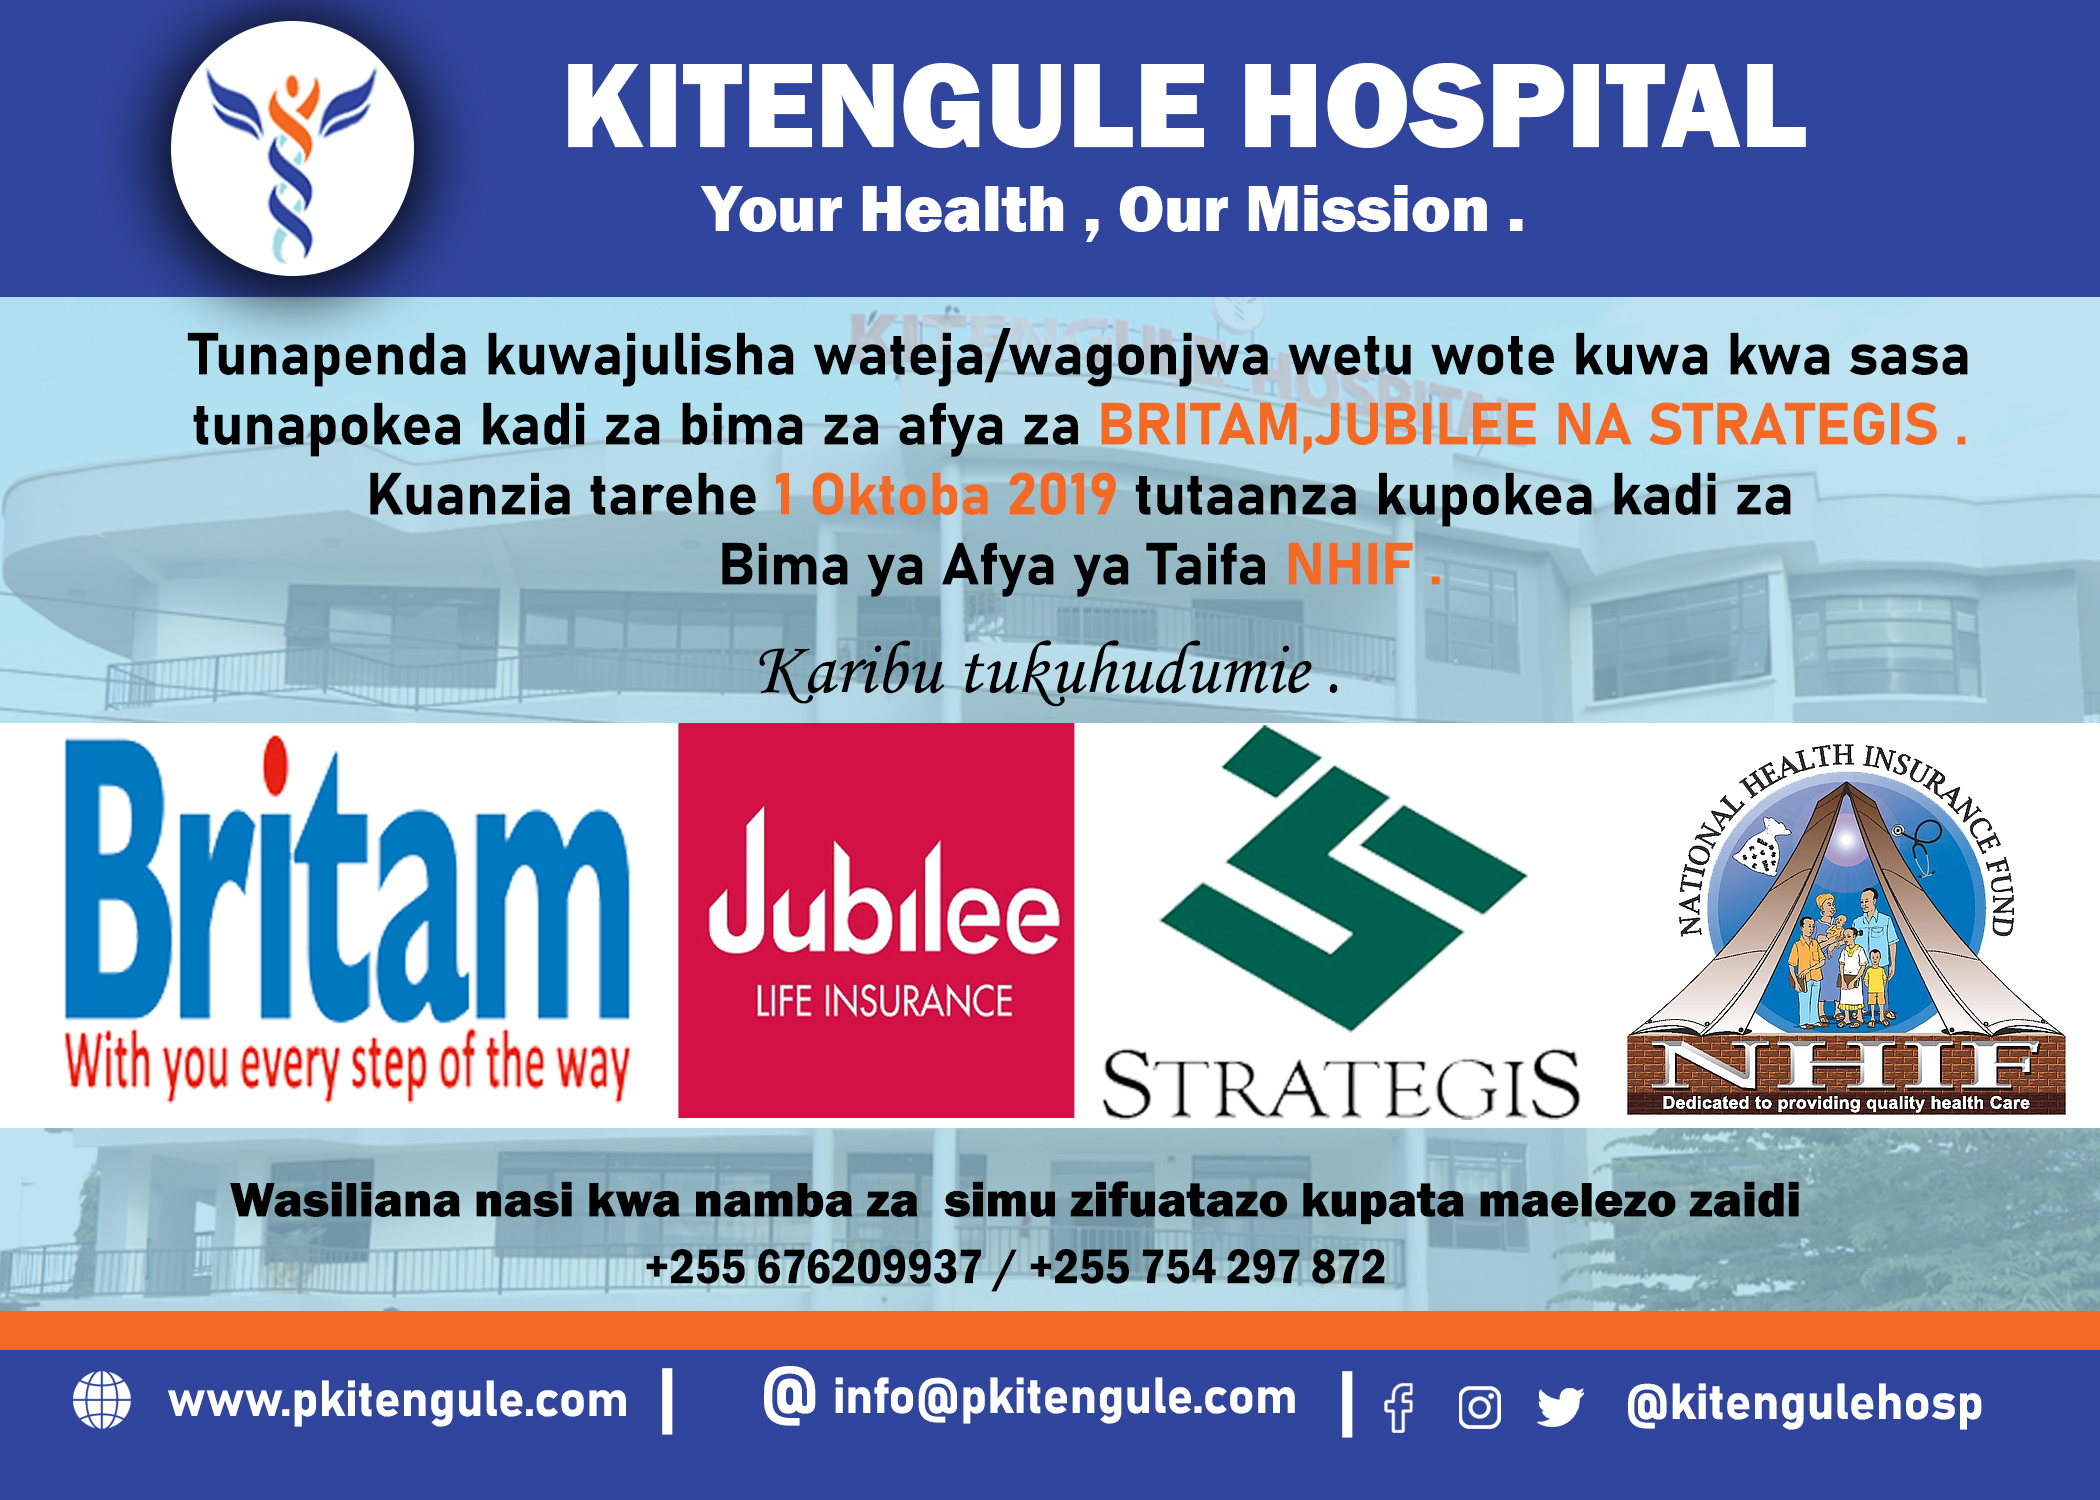 KITENGULE HOSPITAL
Your Health , Our Mission .
KITENGULE HOSPITAL
Tunapenda kuwajulisha wateja/wagonjwa wetu wote kuwa kwa sasa
tunapokea kadi za bima za afya za BRITAM,JUBILEE NA STRATEGIS .
Kuanzia tarehe 1 Oktoba 2019 tutaanza kupokea kadi za
Bima ya Afya ya Taifa NHIF .
Karibu tukuhudumie .
Britam
With you every step of the way
Jubilee
LIFE INSURANCE
STRATEGIS
NATIONAL HEALTH INSURANCE FUND
NHIF
Dedicated to providing quality health Care
Wasiliana nasi kwa namba za simu zifuatazo kupata maelezo zaidi
+255 676209937 / +255 754 297 872
www.pkitengule.com | @ info@pkitengule.com | @kitengulehosp